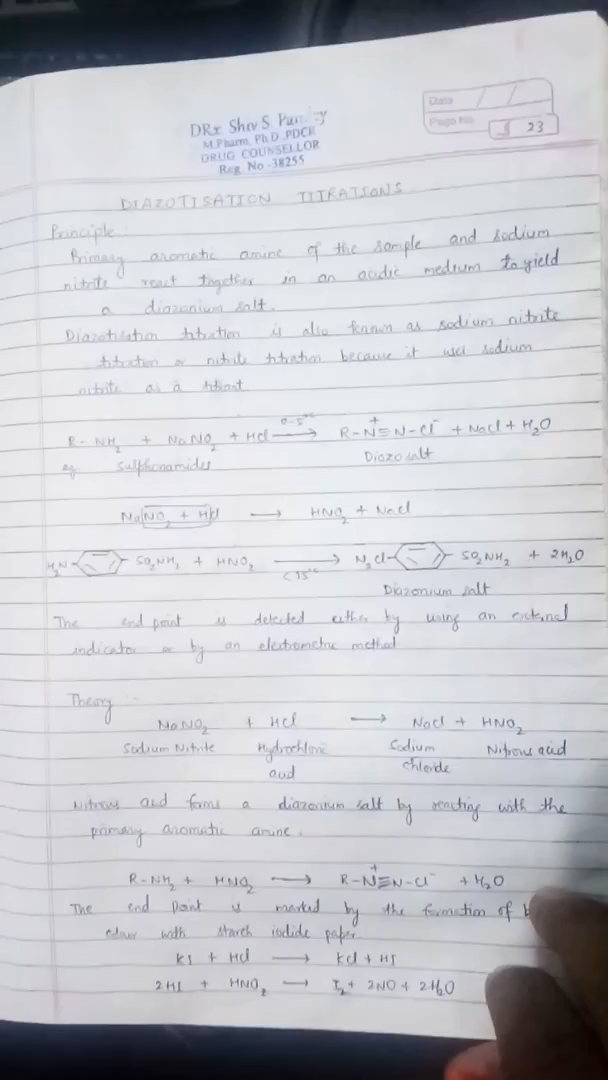 DRx Shiv S. Pandey
M.Pharm, Ph.D, PDCR
DRUG COUNSELLOR
Reg No-38255
Date
Page No. 23
DIAZOTISATION TITRATIONS
Principle:
Primary aromatic amine of the sample and sodium
nitrite react together in an acidic medium to yield
a diazonium salt.
Diazotisation titration is also known as sodium nitrite
titration or nitrite titration because it uses sodium
nitrite as a titrant
R-NH₂ + NaNO₂ + HCl →(0-5°C) R-N⁺≡N-Cl⁻ + NaCl + H₂O
eg sulphonamides Diazo salt
NaNO₂ + HCl → HNO₂ + NaCl
H₂N- -SO₂NH₂ + HNO₂ →(<15°C) N₂Cl- -SO₂NH₂ + 2H₂O
Diazonium salt
The end point is detected either by using an external
indicator or by an electrometric method
Theory:-
NaNO₂ + HCl → NaCl + HNO₂
Sodium Nitrite Hydrochloric Sodium Nitrous acid
acid chloride
Nitrous acid forms a diazonium salt by reacting with the
primary aromatic amine.
R-NH₂ + HNO₂ → R-N⁺≡N-Cl⁻ + H₂O
The end point is marked by the formation of
colour with starch iodide paper.
KI + HCl → KCl + HI
2HI + HNO₂ → I₂ + 2NO + 2H₂O